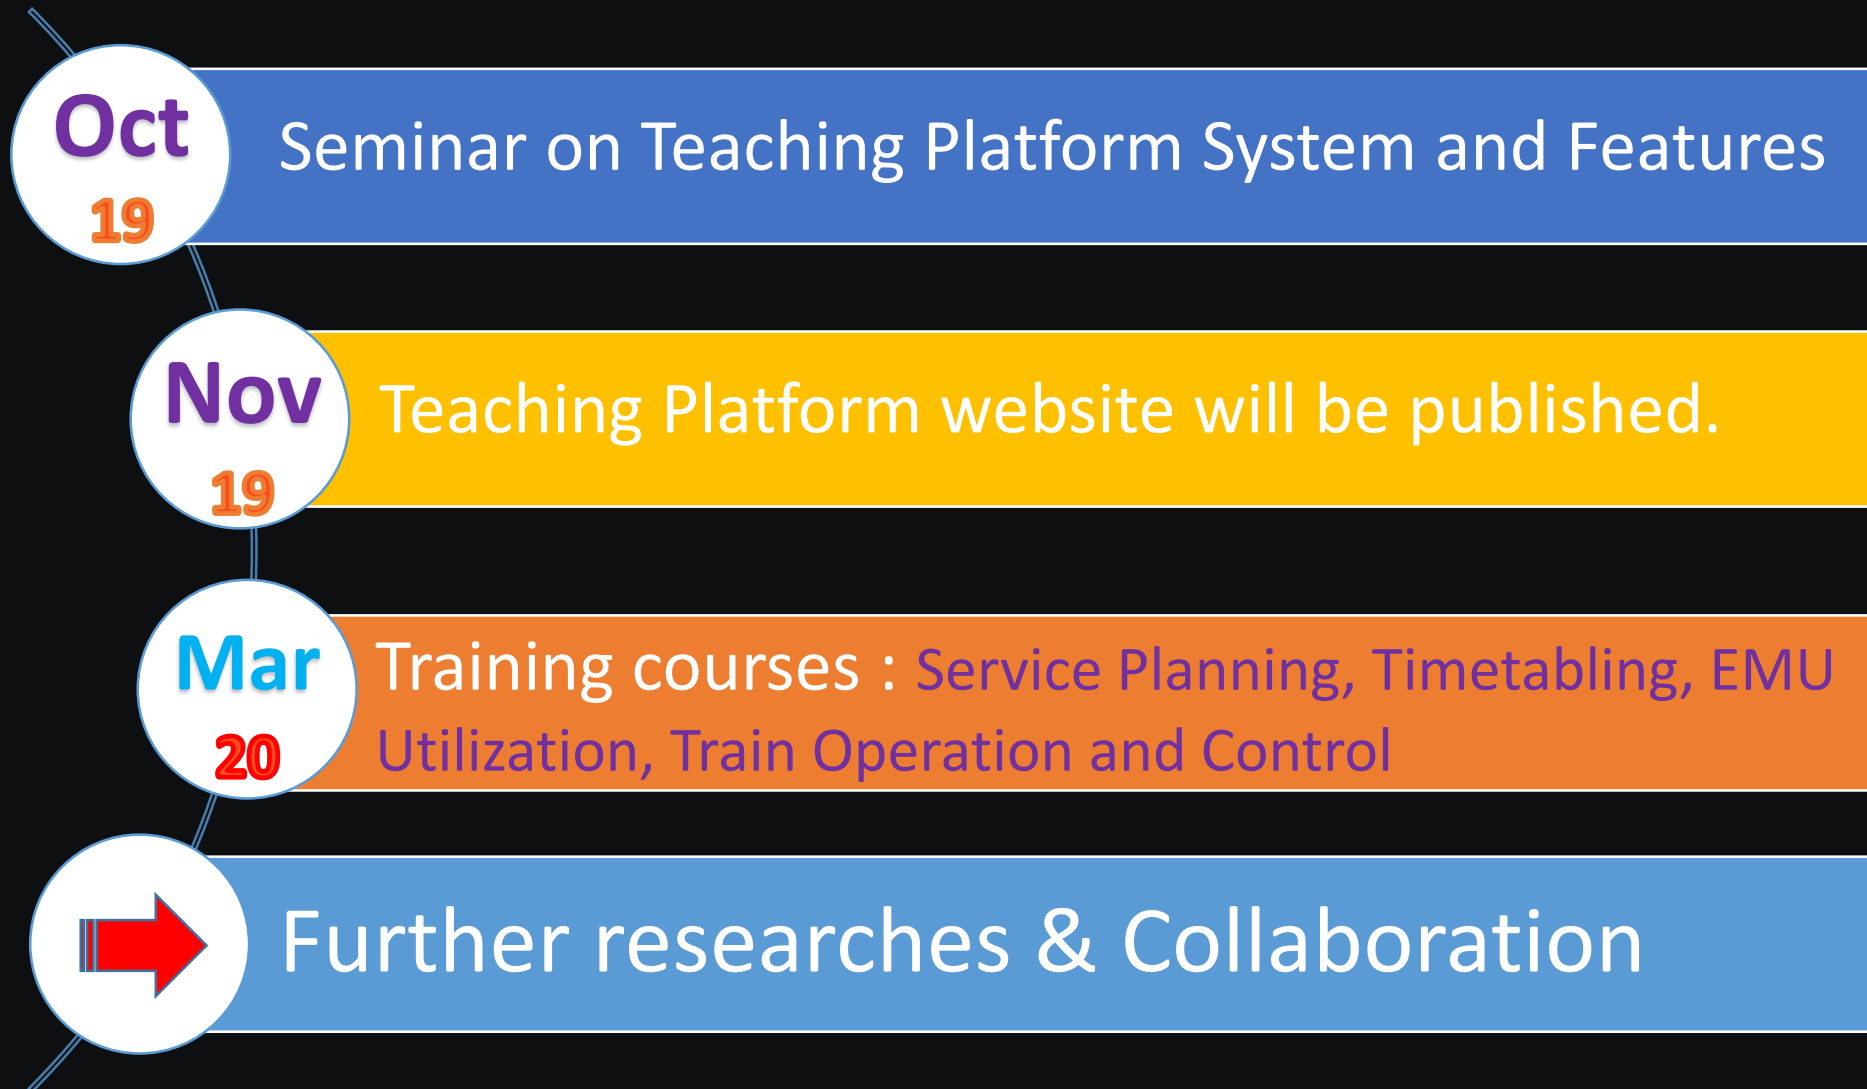 Oct
19
Seminar on Teaching Platform System and Features
Nov
19
Teaching Platform website will be published.
Mar
20
Training courses : Service Planning, Timetabling, EMU
Utilization, Train Operation and Control
Further researches & Collaboration